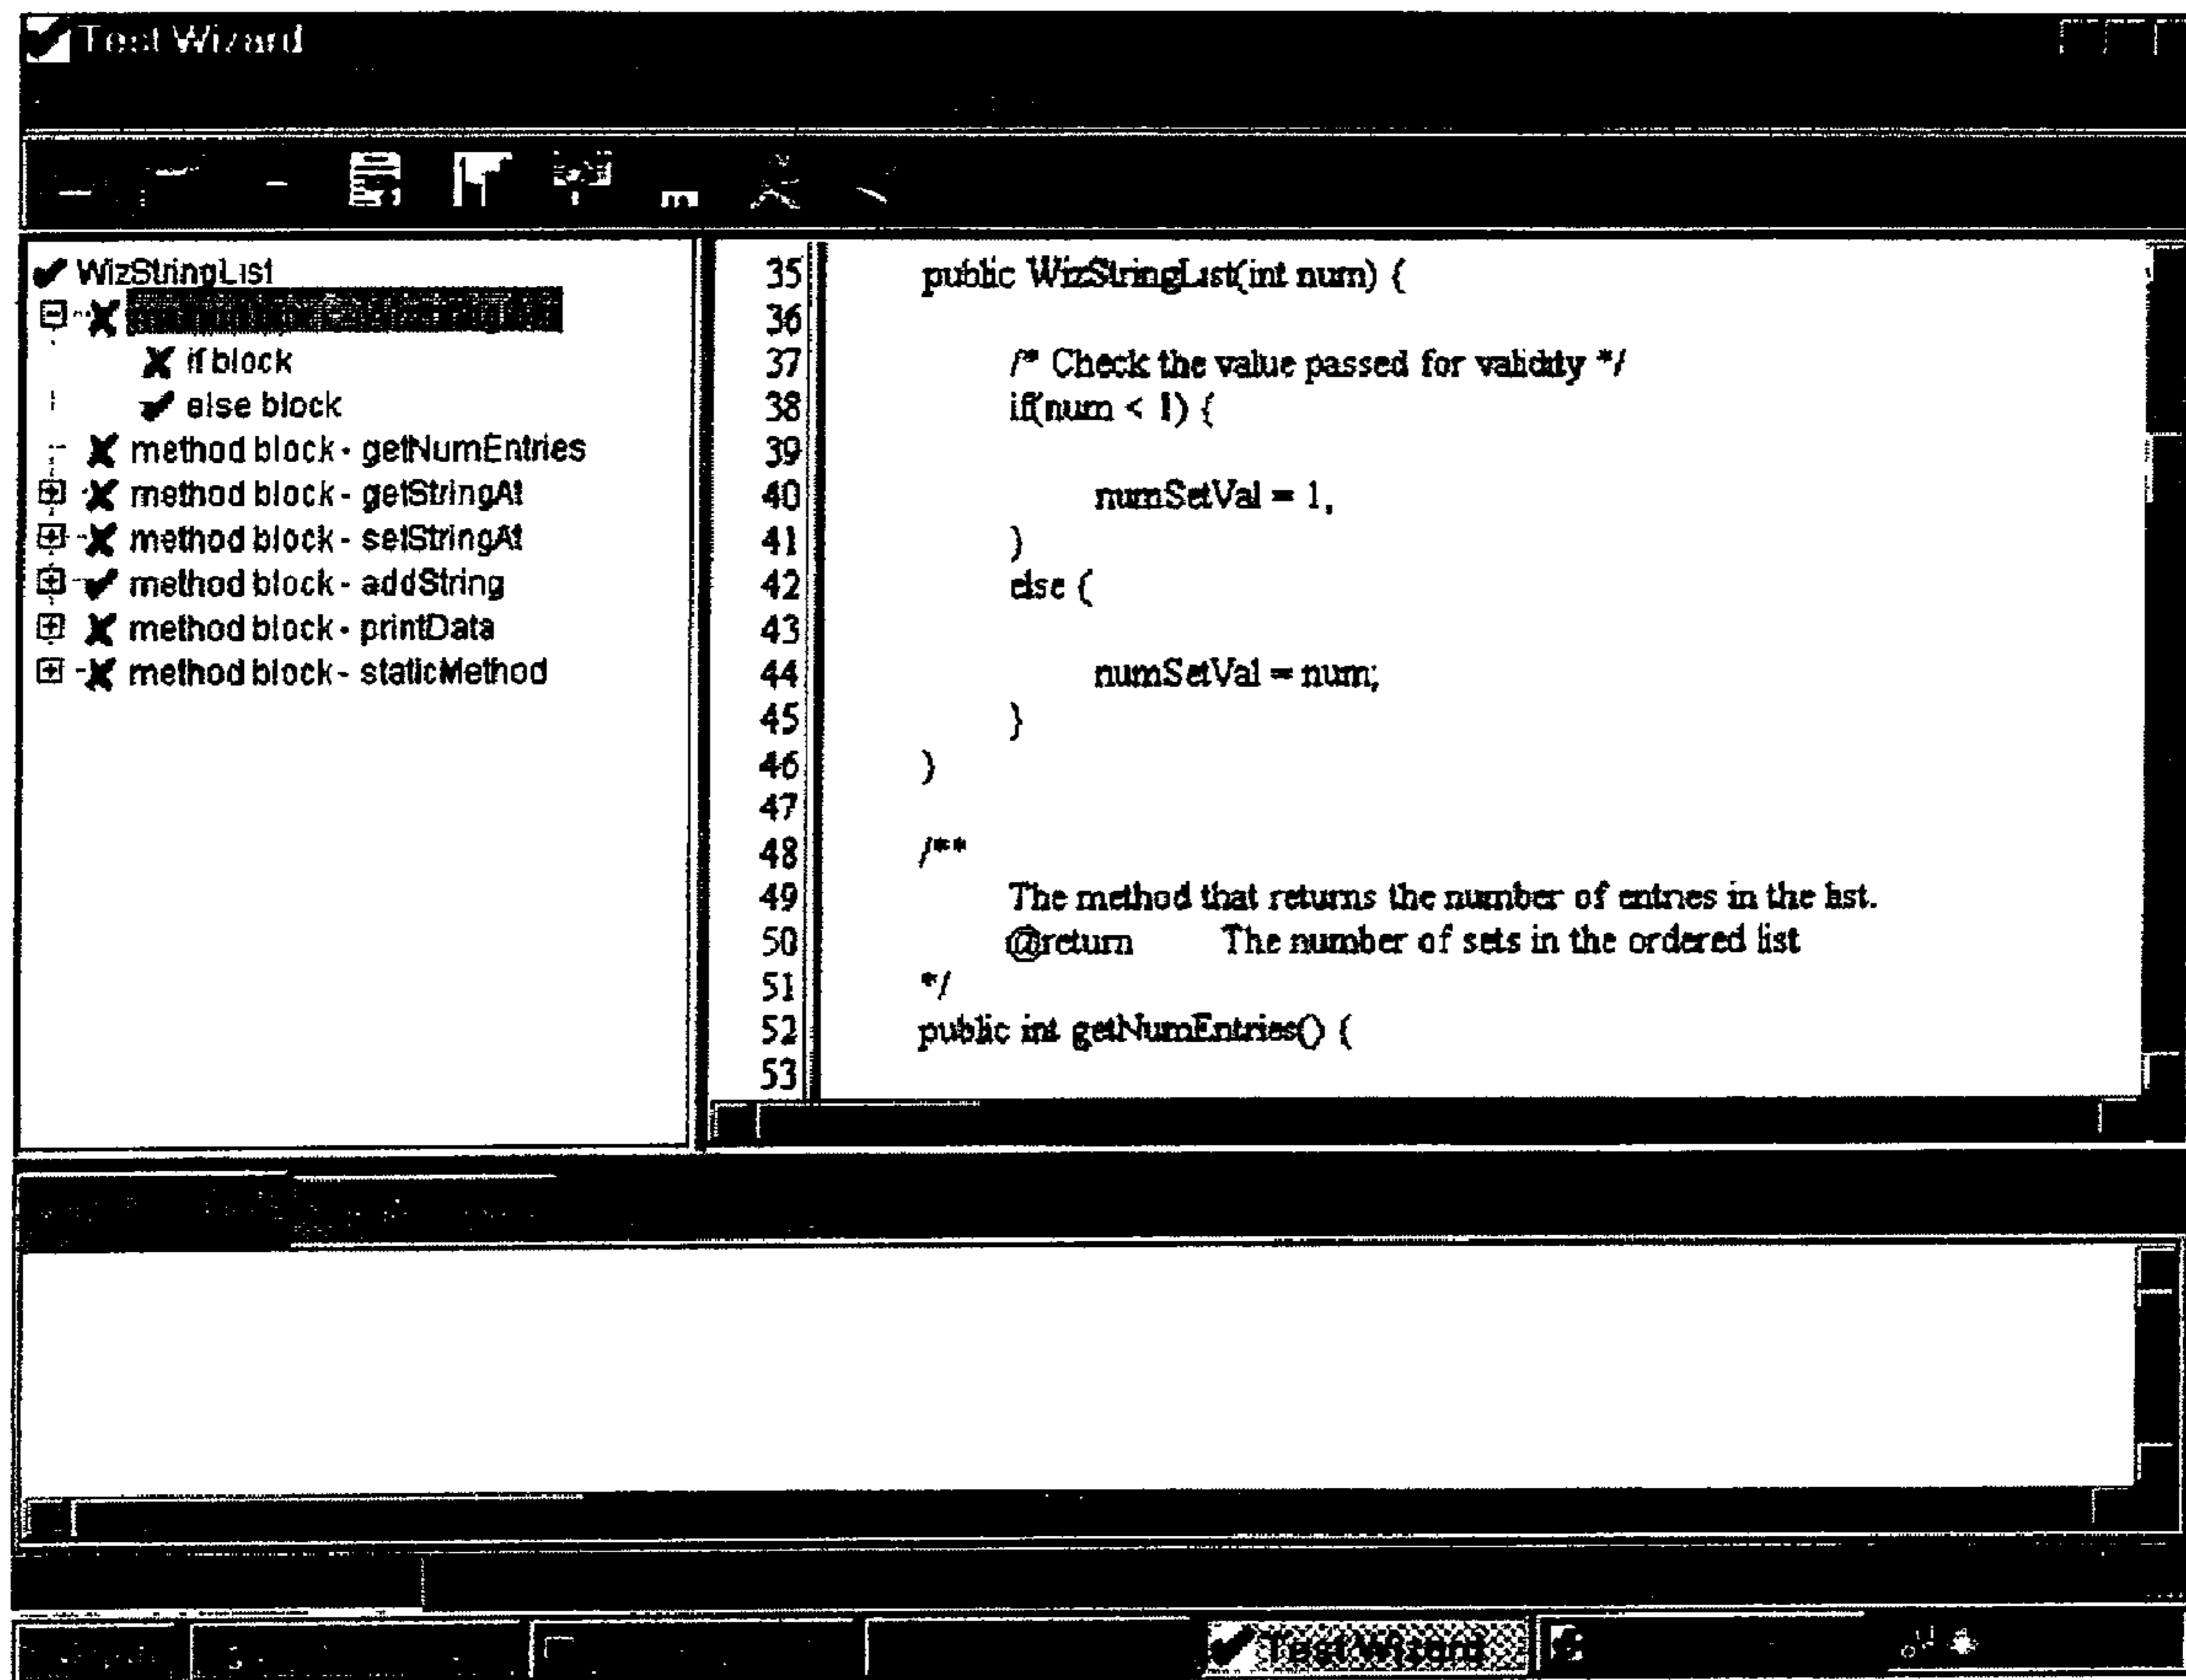 Test Wizard
WizStringList
if block
else block
method block - getNumEntries
method block - getStringAt
method block - setStringAt
method block - addString
method block - printData
method block - staticMethod
35 public WizStringList(int num) {
36
37 /* Check the value passed for validity */
38 if(num < 1) {
39
40 numSetVal = 1;
41 }
42 else {
43
44 numSetVal = num;
45 }
46 }
47
48 /**
49 The method that returns the number of entries in the list.
50 @return The number of sets in the ordered list
51 */
52 public int getNumEntries() {
53
Test Wizard